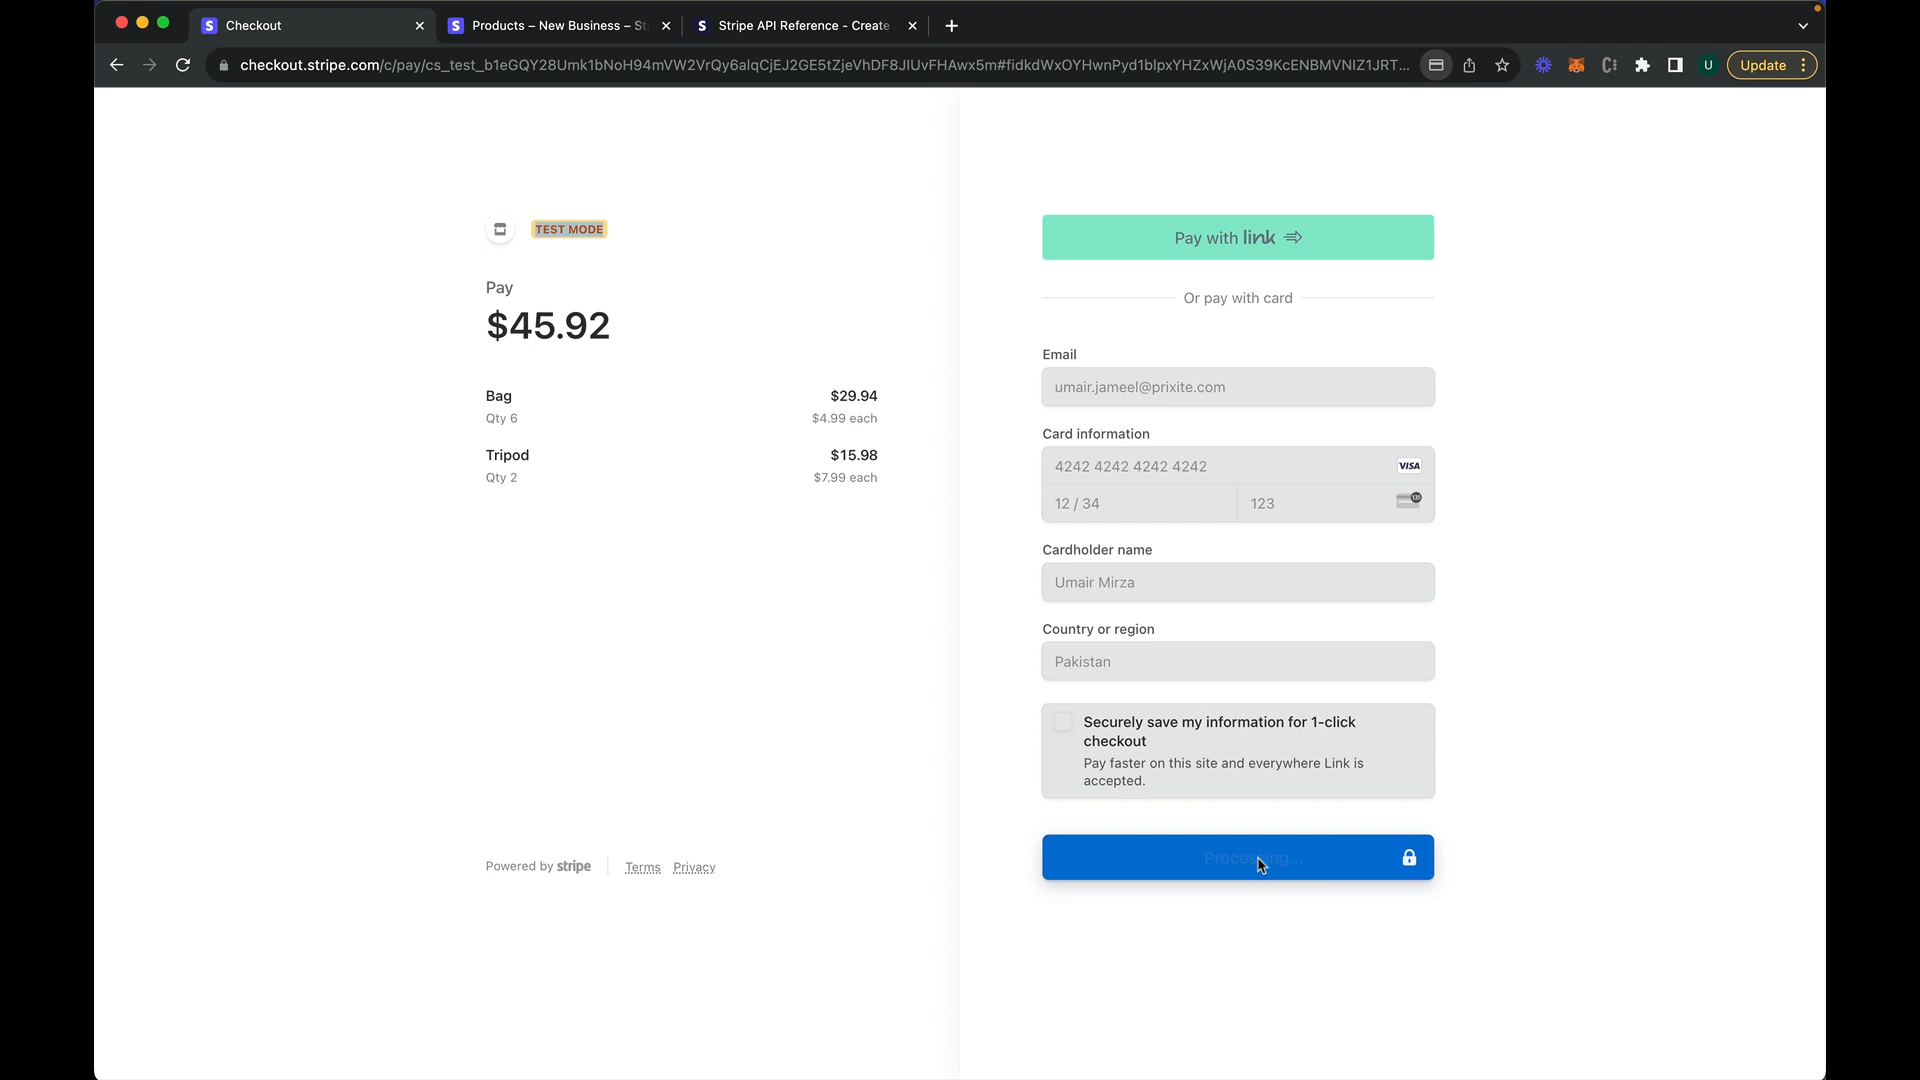 Checkout
Products – New Business – St
Stripe API Reference - Create
checkout.stripe.com/c/pay/cs_test_b1eGQY28Umk1bNoH94mVW2VrQy6alqCjEJ2GE5tZjeVhDF8JIUvFHAwx5m#fidkdWxOYHwnPyd1blpxYHZxWjA0S39KcENBMVNIZ1JRT...
U
Update
TEST MODE
Pay
$45.92
Bag $29.94
Qty 6 $4.99 each
Tripod $15.98
Qty 2 $7.99 each
Powered by stripe
Terms Privacy
Pay with link
Or pay with card
Email
umair.jameel@prixite.com
Card information
4242 4242 4242 4242 VISA
12 / 34 123 135
Cardholder name
Umair Mirza
Country or region
Pakistan
Securely save my information for 1-click
checkout
Pay faster on this site and everywhere Link is
accepted.
Processing...